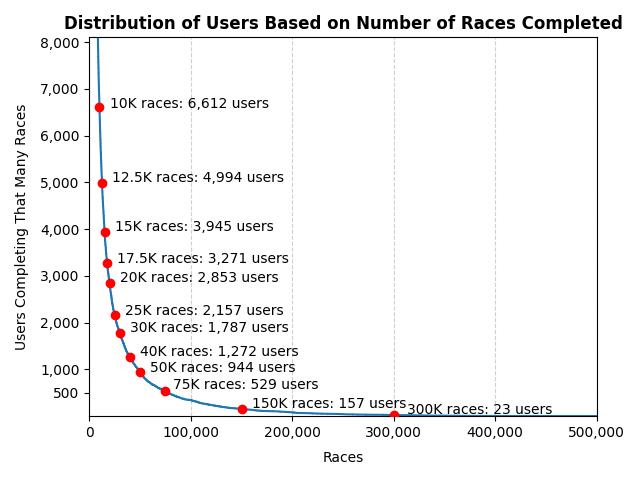 Distribution of Users Based on Number of Races Completed
8,000
7,000
6,000
5,000
4,000
3,000
2,000
1,000
500
Users Completing That Many Races
10K races: 6,612 users
12.5K races: 4,994 users
15K races: 3,945 users
17.5K races: 3,271 users
20K races: 2,853 users
25K races: 2,157 users
30K races: 1,787 users
40K races: 1,272 users
50K races: 944 users
75K races: 529 users
150K races: 157 users
300K races: 23 users
0
100,000
200,000
300,000
400,000
500,000
Races